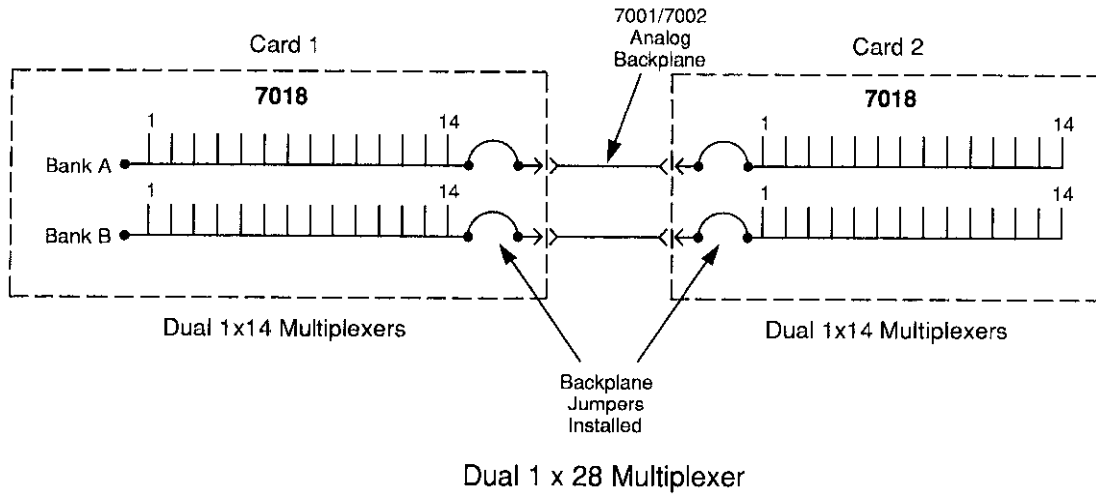 7001/7002
Analog
Backplane
Card 1
Card 2
7018
7018
1
14
1
14
Bank A
1
14
1
14
Bank B
Dual 1x14 Multiplexers
Dual 1x14 Multiplexers
Backplane
Jumpers
Installed
Dual 1 x 28 Multiplexer